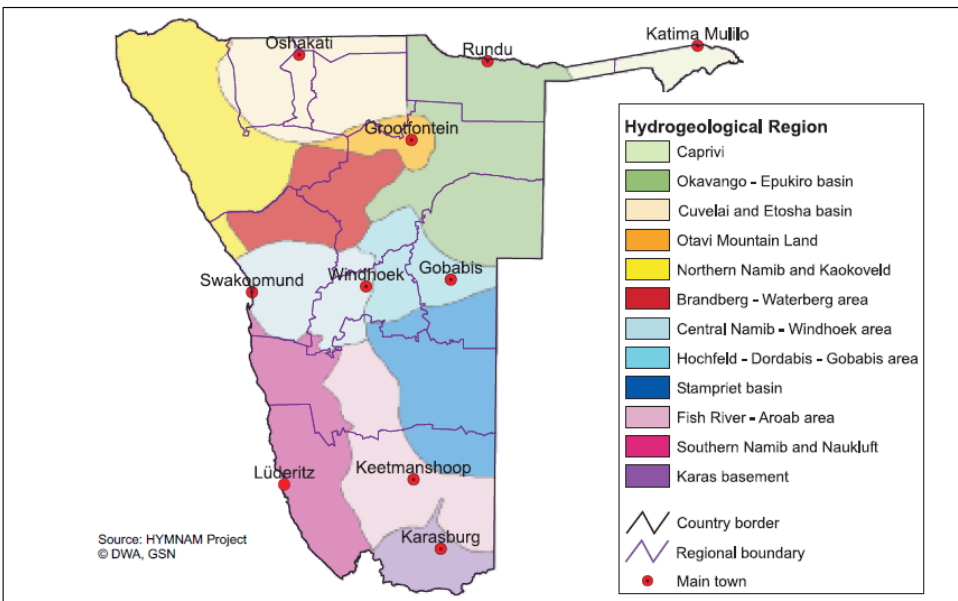 Oshakati
Rundu
Katima Mulilo
Grootfontein
Swakopmund
Windhoek
Gobabis
Lüderitz
Keetmanshoop
Karasburg
Source: HYMNAM Project
© DWA, GSN
Hydrogeological Region
Caprivi
Okavango - Epukiro basin
Cuvelai and Etosha basin
Otavi Mountain Land
Northern Namib and Kaokoveld
Brandberg - Waterberg area
Central Namib - Windhoek area
Hochfeld - Dordabis - Gobabis area
Stampriet basin
Fish River - Aroab area
Southern Namib and Naukluft
Karas basement
Country border
Regional boundary
Main town